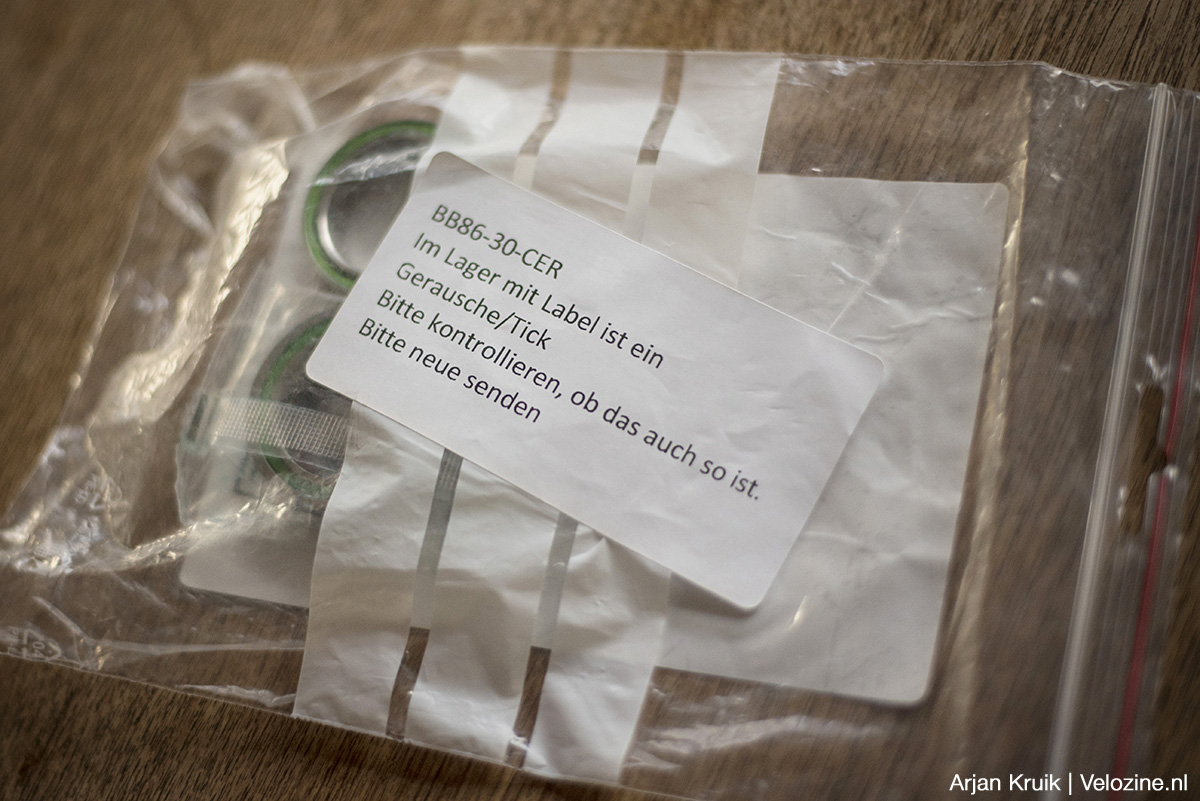 BB86-30-CER
Im Lager mit Label ist ein
Gerausche/Tick
Bitte kontrollieren, ob das auch so ist.
Bitte neue senden
Arjan Kruik | Velozine.nl